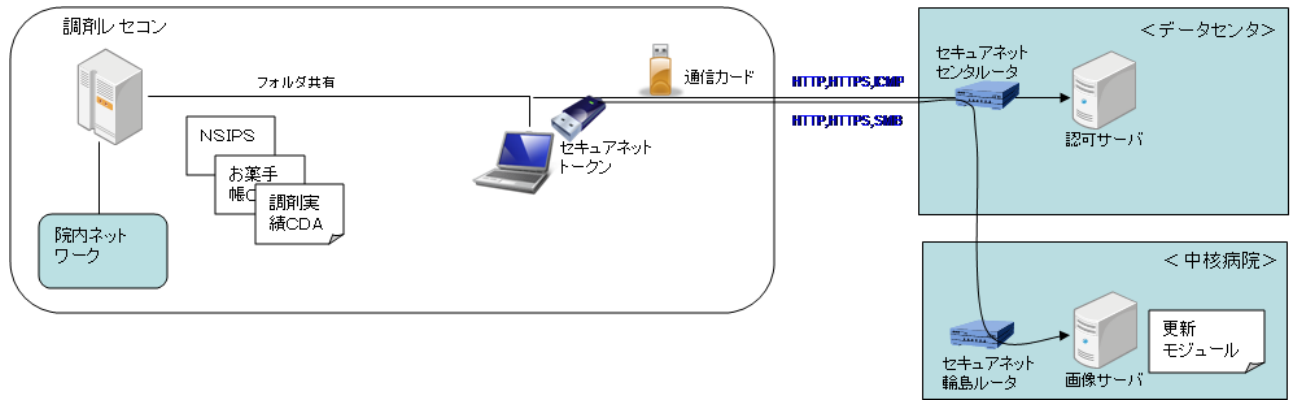 調剤レセコン
フォルダ共有
NSIPS
お薬手
帳C
調剤実
績CDA
院内ネット
ワーク
通信カード
セキュアネット
トークン
HTTP,HTTPS,ICMP
HTTP,HTTPS,SMB
＜データセンタ＞
セキュアネット
センタルータ
認可サーバ
＜中核病院＞
セキュアネット
輪島ルータ
画像サーバ
更新
モジュール